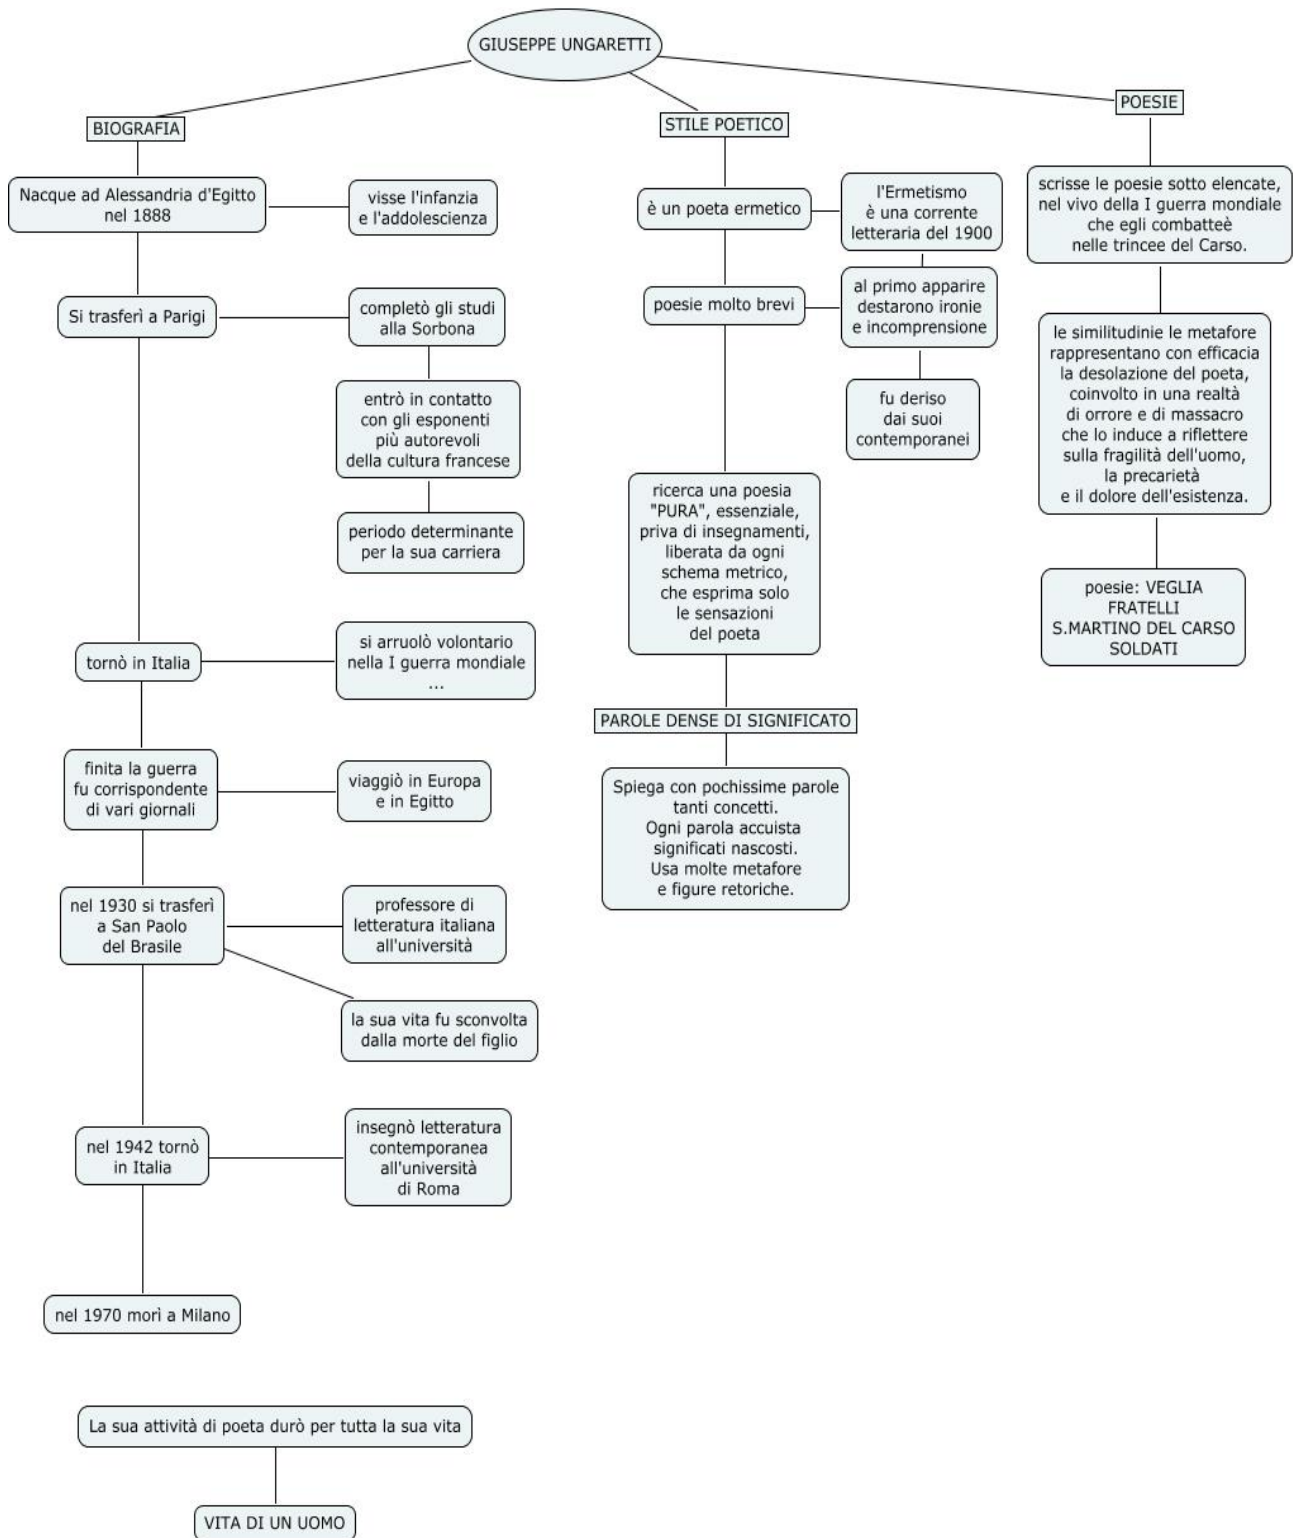 GIUSEPPE UNGARETTI
BIOGRAFIA
Nacque ad Alessandria d'Egitto
nel 1888
visse l'infanzia
e l'addolescienza
Si trasferì a Parigi
completò gli studi
alla Sorbona
entrò in contatto
con gli esponenti
più autorevoli
della cultura francese
periodo determinante
per la sua carriera
tornò in Italia
si arruolò volontario
nella I guerra mondiale
...
finita la guerra
fu corrispondente
di vari giornali
viaggiò in Europa
e in Egitto
nel 1930 si trasferì
a San Paolo
del Brasile
professore di
letteratura italiana
all'università
la sua vita fu sconvolta
dalla morte del figlio
nel 1942 tornò
in Italia
insegnò letteratura
contemporanea
all'università
di Roma
nel 1970 morì a Milano
La sua attività di poeta durò per tutta la sua vita
VITA DI UN UOMO
STILE POETICO
è un poeta ermetico
l'Ermetismo
è una corrente
letteraria del 1900
poesie molto brevi
al primo apparire
destarono ironie
e incomprensione
fu deriso
dai suoi
contemporanei
ricerca una poesia
"PURA", essenziale,
priva di insegnamenti,
liberata da ogni
schema metrico,
che esprima solo
le sensazioni
del poeta
PAROLE DENSE DI SIGNIFICATO
Spiega con pochissime parole
tanti concetti.
Ogni parola accuista
significati nascosti.
Usa molte metafore
e figure retoriche.
POESIE
scrisse le poesie sotto elencate,
nel vivo della I guerra mondiale
che egli combatteè
nelle trincee del Carso.
le similitudinie le metafore
rappresentano con efficacia
la desolazione del poeta,
coinvolto in una realtà
di orrore e di massacro
che lo induce a riflettere
sulla fragilità dell'uomo,
la precarietà
e il dolore dell'esistenza.
poesie: VEGLIA
FRATELLI
S.MARTINO DEL CARSO
SOLDATI